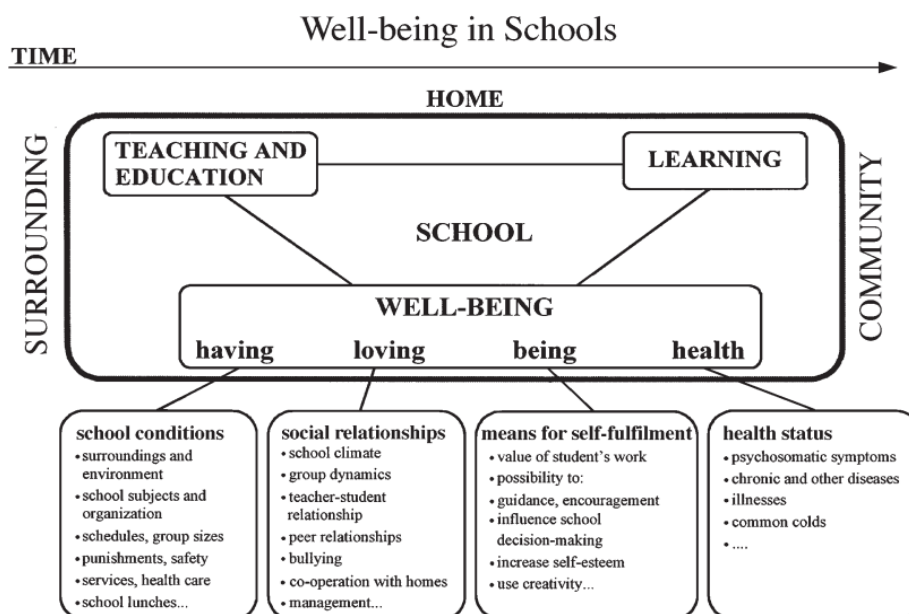 Well-being in Schools
TIME
HOME
SURROUNDING
COMMUNITY
TEACHING AND
EDUCATION
LEARNING
SCHOOL
WELL-BEING
having loving being health
school conditions
• surroundings and
environment
• school subjects and
organization
• schedules, group sizes
• punishments, safety
• services, health care
• school lunches...
social relationships
• school climate
• group dynamics
• teacher-student
relationship
• peer relationships
• bullying
• co-operation with homes
• management...
means for self-fulfilment
• value of student's work
• possibility to:
• guidance, encouragement
• influence school
decision-making
• increase self-esteem
• use creativity...
health status
• psychosomatic symptoms
• chronic and other diseases
• illnesses
• common colds
• ....